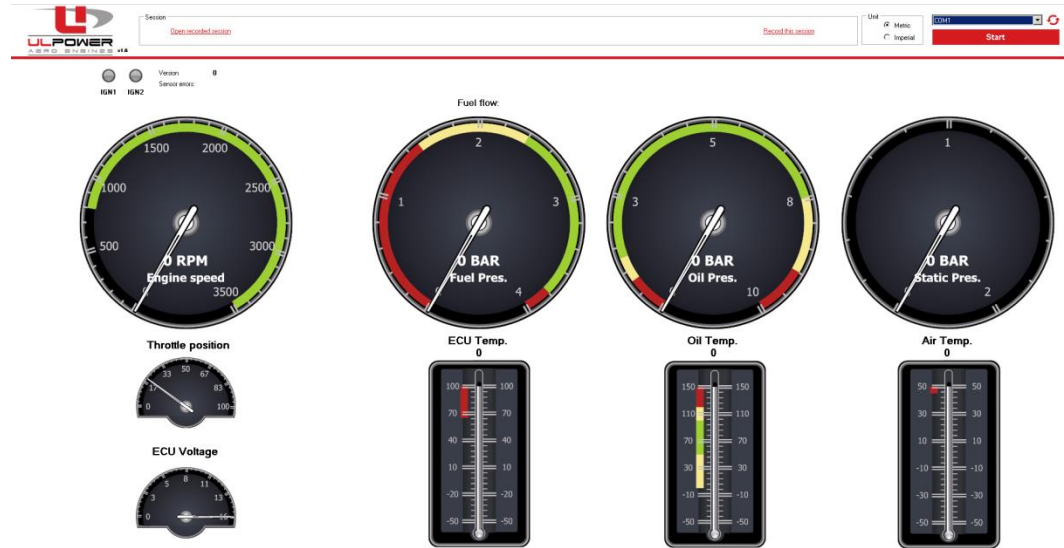 Session
Open recorded session
Record this session
Unit
Metric
Imperial
COM1
Start
ULPOWER
AERO ENGINES v1.6
IGN1 IGN2
Version 0
Sensor errors:
Fuel flow:
500 1000 1500 2000 2500 3000 3500
0 RPM
Engine speed
1 2 3 4
0 BAR
Fuel Pres.
3 5 8 10
0 BAR
Oil Pres.
1 2
0 BAR
Static Pres.
Throttle position
0 17 33 50 67 83 100
ECU Voltage
0 3 5 8 11 13 16
ECU Temp.
0
100 100
70 70
40 40
10 10
-20 -20
-50 -50
Oil Temp.
0
150 150
110 110
70 70
30 30
-10 -10
-50 -50
Air Temp.
0
50 50
30 30
10 10
-10 -10
-30 -30
-50 -50